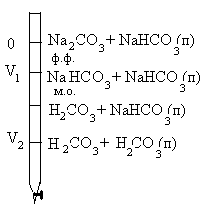 0 Na₂CO₃ + NaHCO₃(п)
ф.ф.
V₁ NaHCO₃ + NaHCO₃(п)
м.о.
H₂CO₃ + NaHCO₃(п)
V₂ H₂CO₃ + H₂CO₃(п)